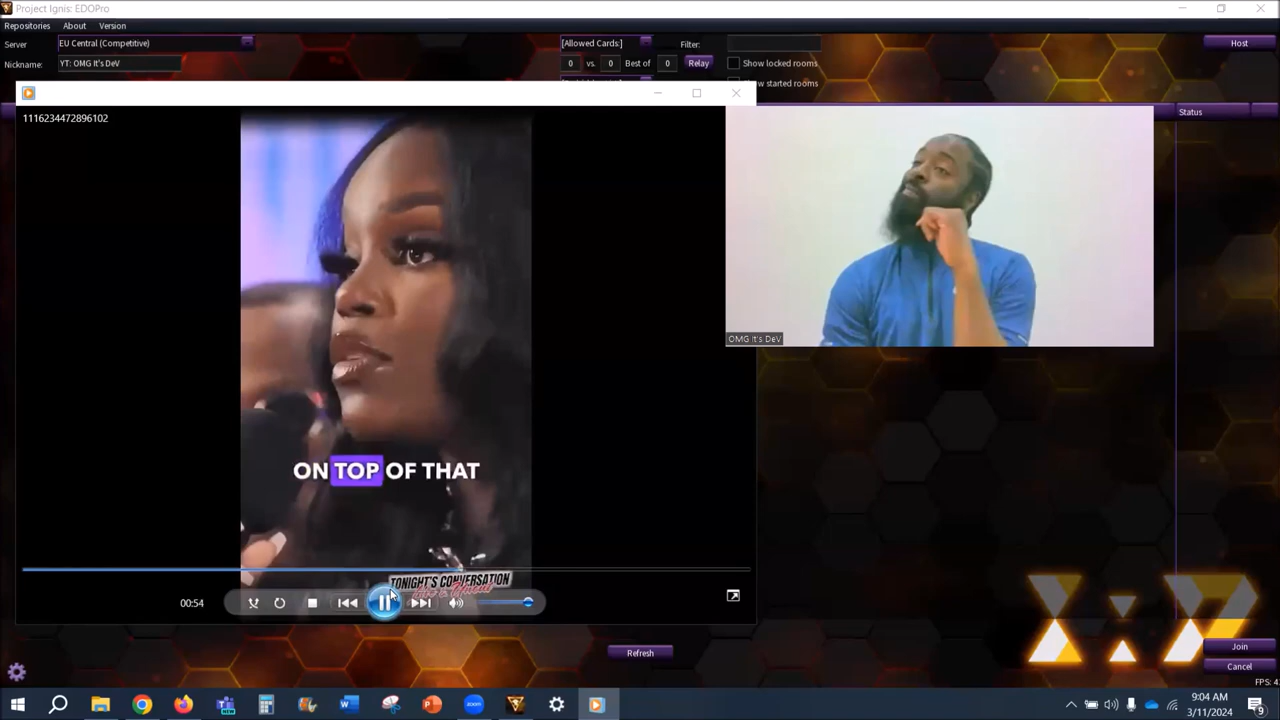 Project Ignis: EDOPro
Repositories About Version
Server EU Central (Competitive) [Allowed Cards:] Filter: Host
Nickname: YT: OMG It's DeV 0 vs. 0 Best of 0 Relay Show locked rooms
started rooms
Status
1116234472896102
OMG It's DeV
ON TOP OF THAT
TONIGHT'S CONVERSATION
00:54
Refresh
Join
Cancel
FPS: 4
9:04 AM
3/11/2024